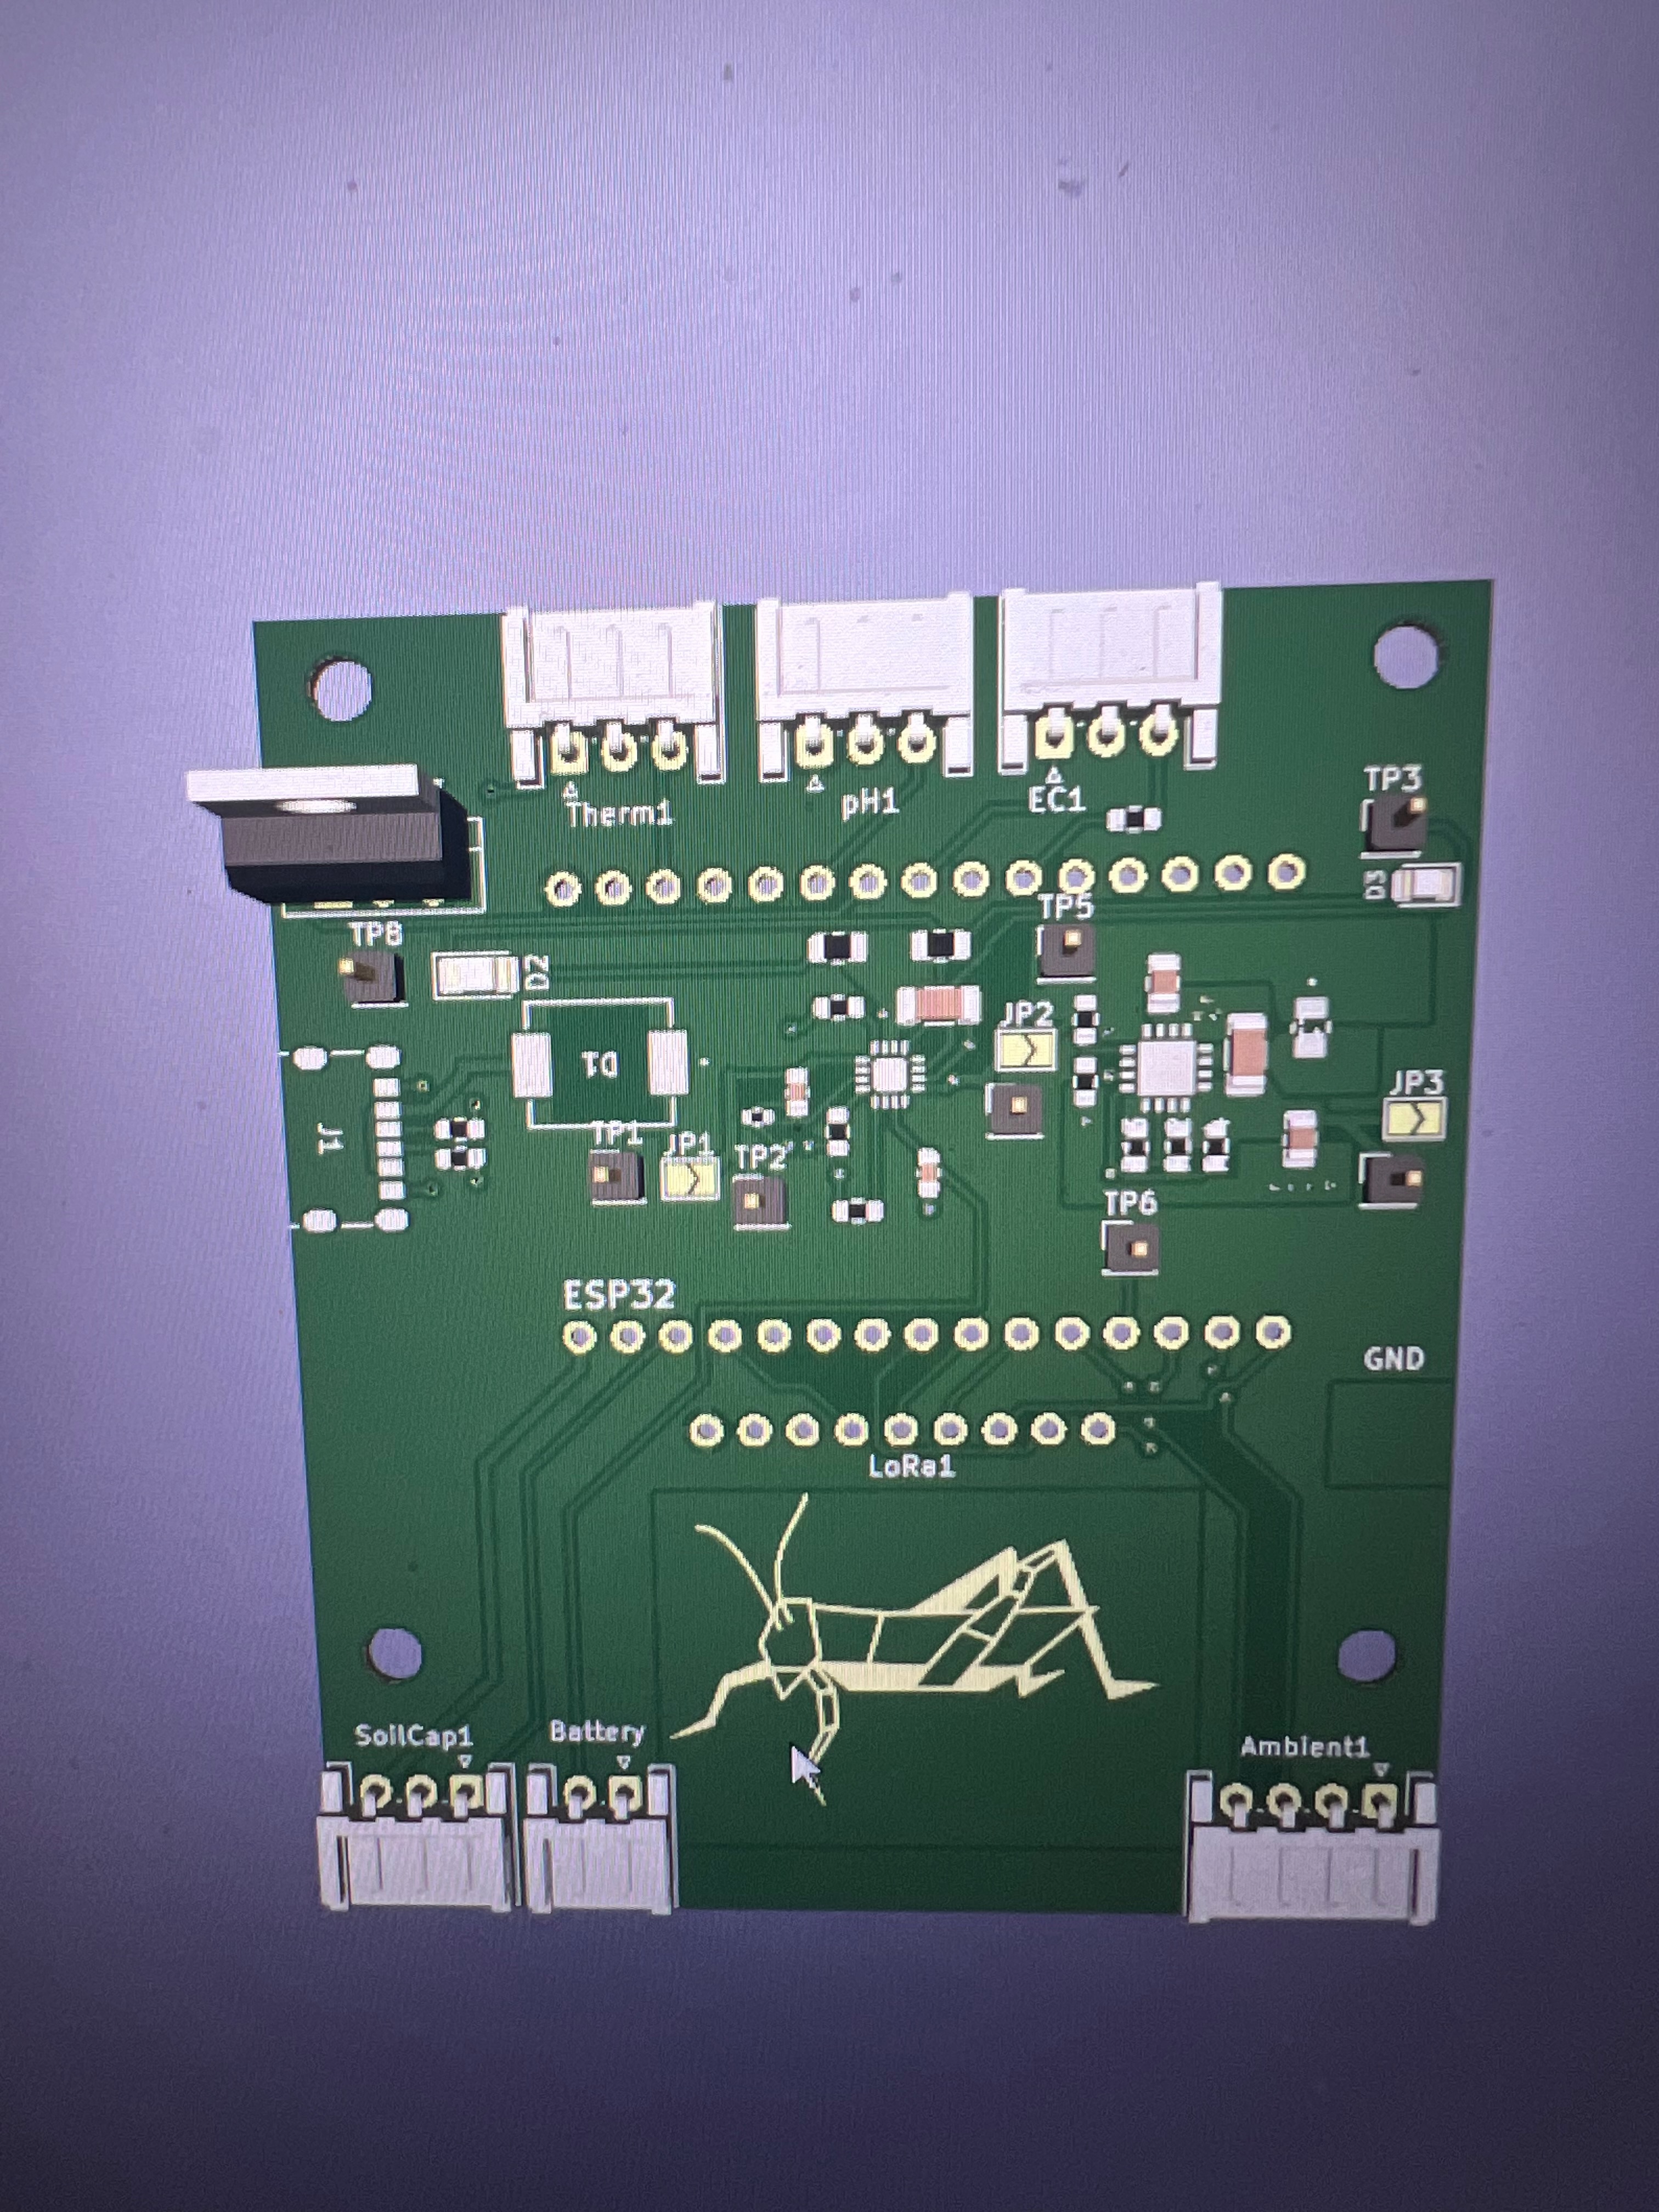 Therm1
pH1
EC1
TP3
D3
TP5
TP8
D2
JP2
D1
JP3
J1
TP1
JP1
TP2
TP6
ESP32
GND
LoRa1
SoilCap1
Battery
Ambient1